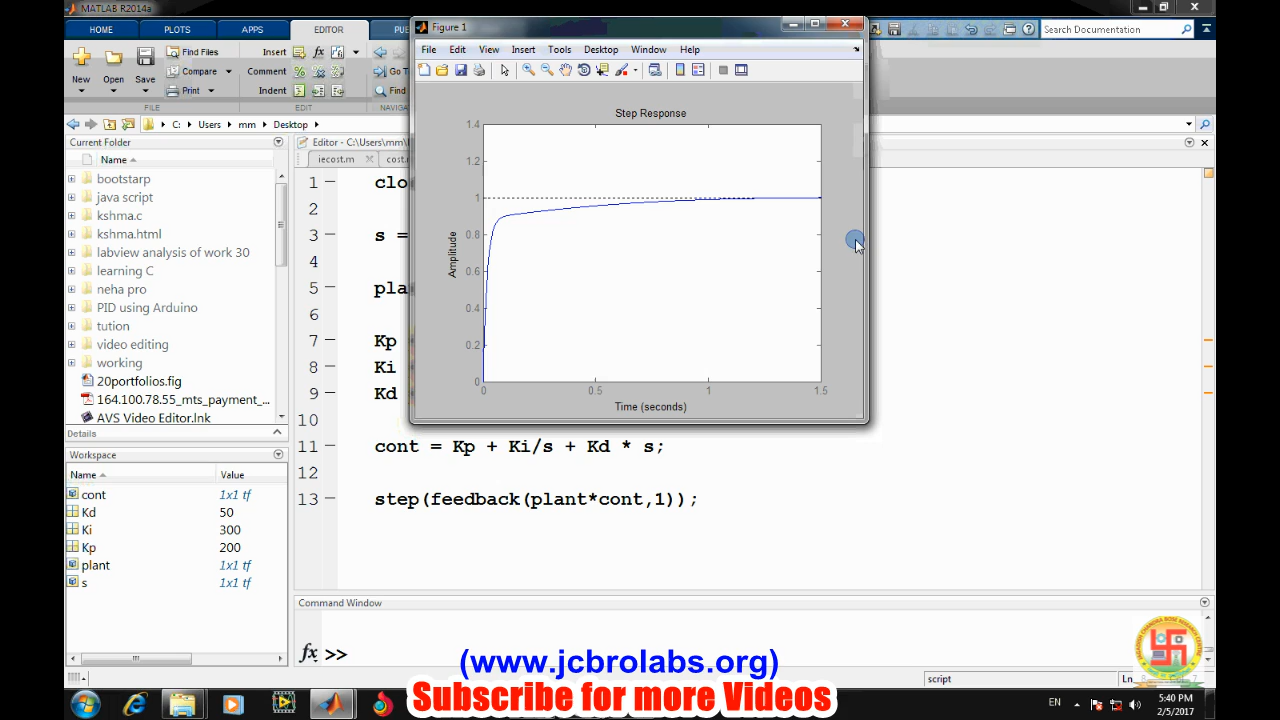 MATLAB R2014a
HOME PLOTS APPS EDITOR
Search Documentation
New Open Save
Find Files
Compare
Print
Insert
Comment
Indent
Go To
Find
FILE EDIT
C: Users mm Desktop
Current Folder
Name
bootstarp
java script
kshma.c
kshma.html
labview analysis of work 30
learning C
neha pro
PID using Arduino
tution
video editing
working
20portfolios.fig
164.100.78.55_mts_payment_...
AVS Video Editor.lnk
Details
Workspace
Name Value
cont 1x1 tf
Kd 50
Ki 300
Kp 200
plant 1x1 tf
s 1x1 tf
iecost.m
1
2
3 s =
4
5
6
7 Kp
8 Ki
9 Kd
10
11 cont = Kp + Ki/s + Kd * s;
12
13 step(feedback(plant*cont,1));
Figure 1
File Edit View Insert Tools Desktop Window Help
Step Response
1.4
1.2
1
0.8
0.6
0.4
0.2
0
Amplitude
0 0.5 1 1.5
Time (seconds)
Command Window
fx >>
script
(www.jcbrolabs.org)
Subscribe for more Videos
EN
5:40 PM
2/5/2017